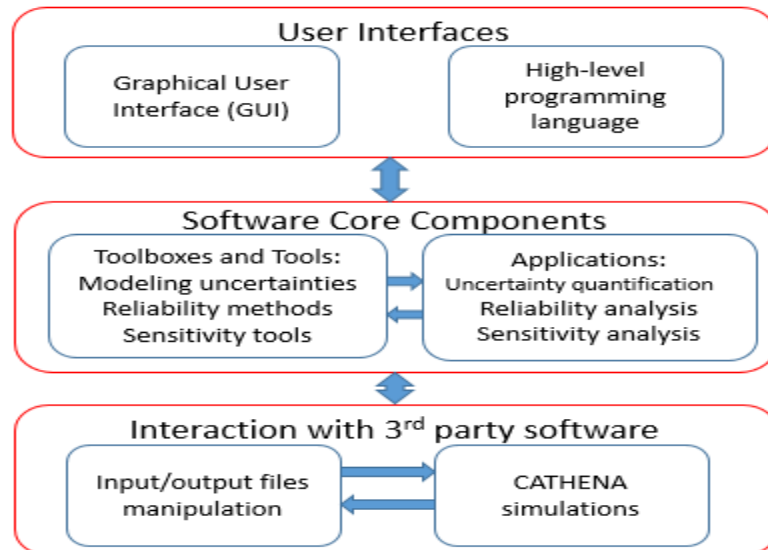 User Interfaces
Graphical User
Interface (GUI)
High-level
programming
language
Software Core Components
Toolboxes and Tools:
Modeling uncertainties
Reliability methods
Sensitivity tools
Applications:
Uncertainty quantification
Reliability analysis
Sensitivity analysis
Interaction with 3rd party software
Input/output files
manipulation
CATHENA
simulations